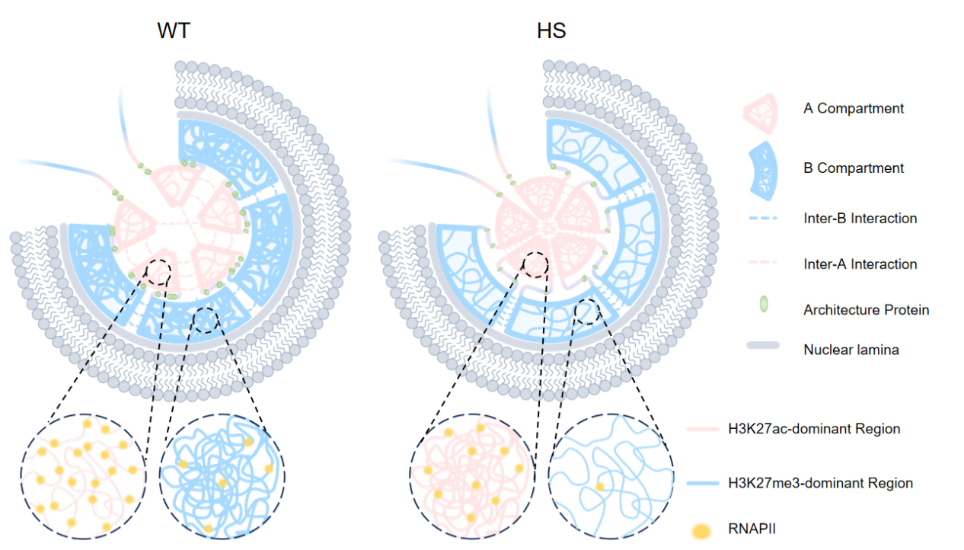 WT
HS
A Compartment
B Compartment
Inter-B Interaction
Inter-A Interaction
Architecture Protein
Nuclear lamina
H3K27ac-dominant Region
H3K27me3-dominant Region
RNAPII